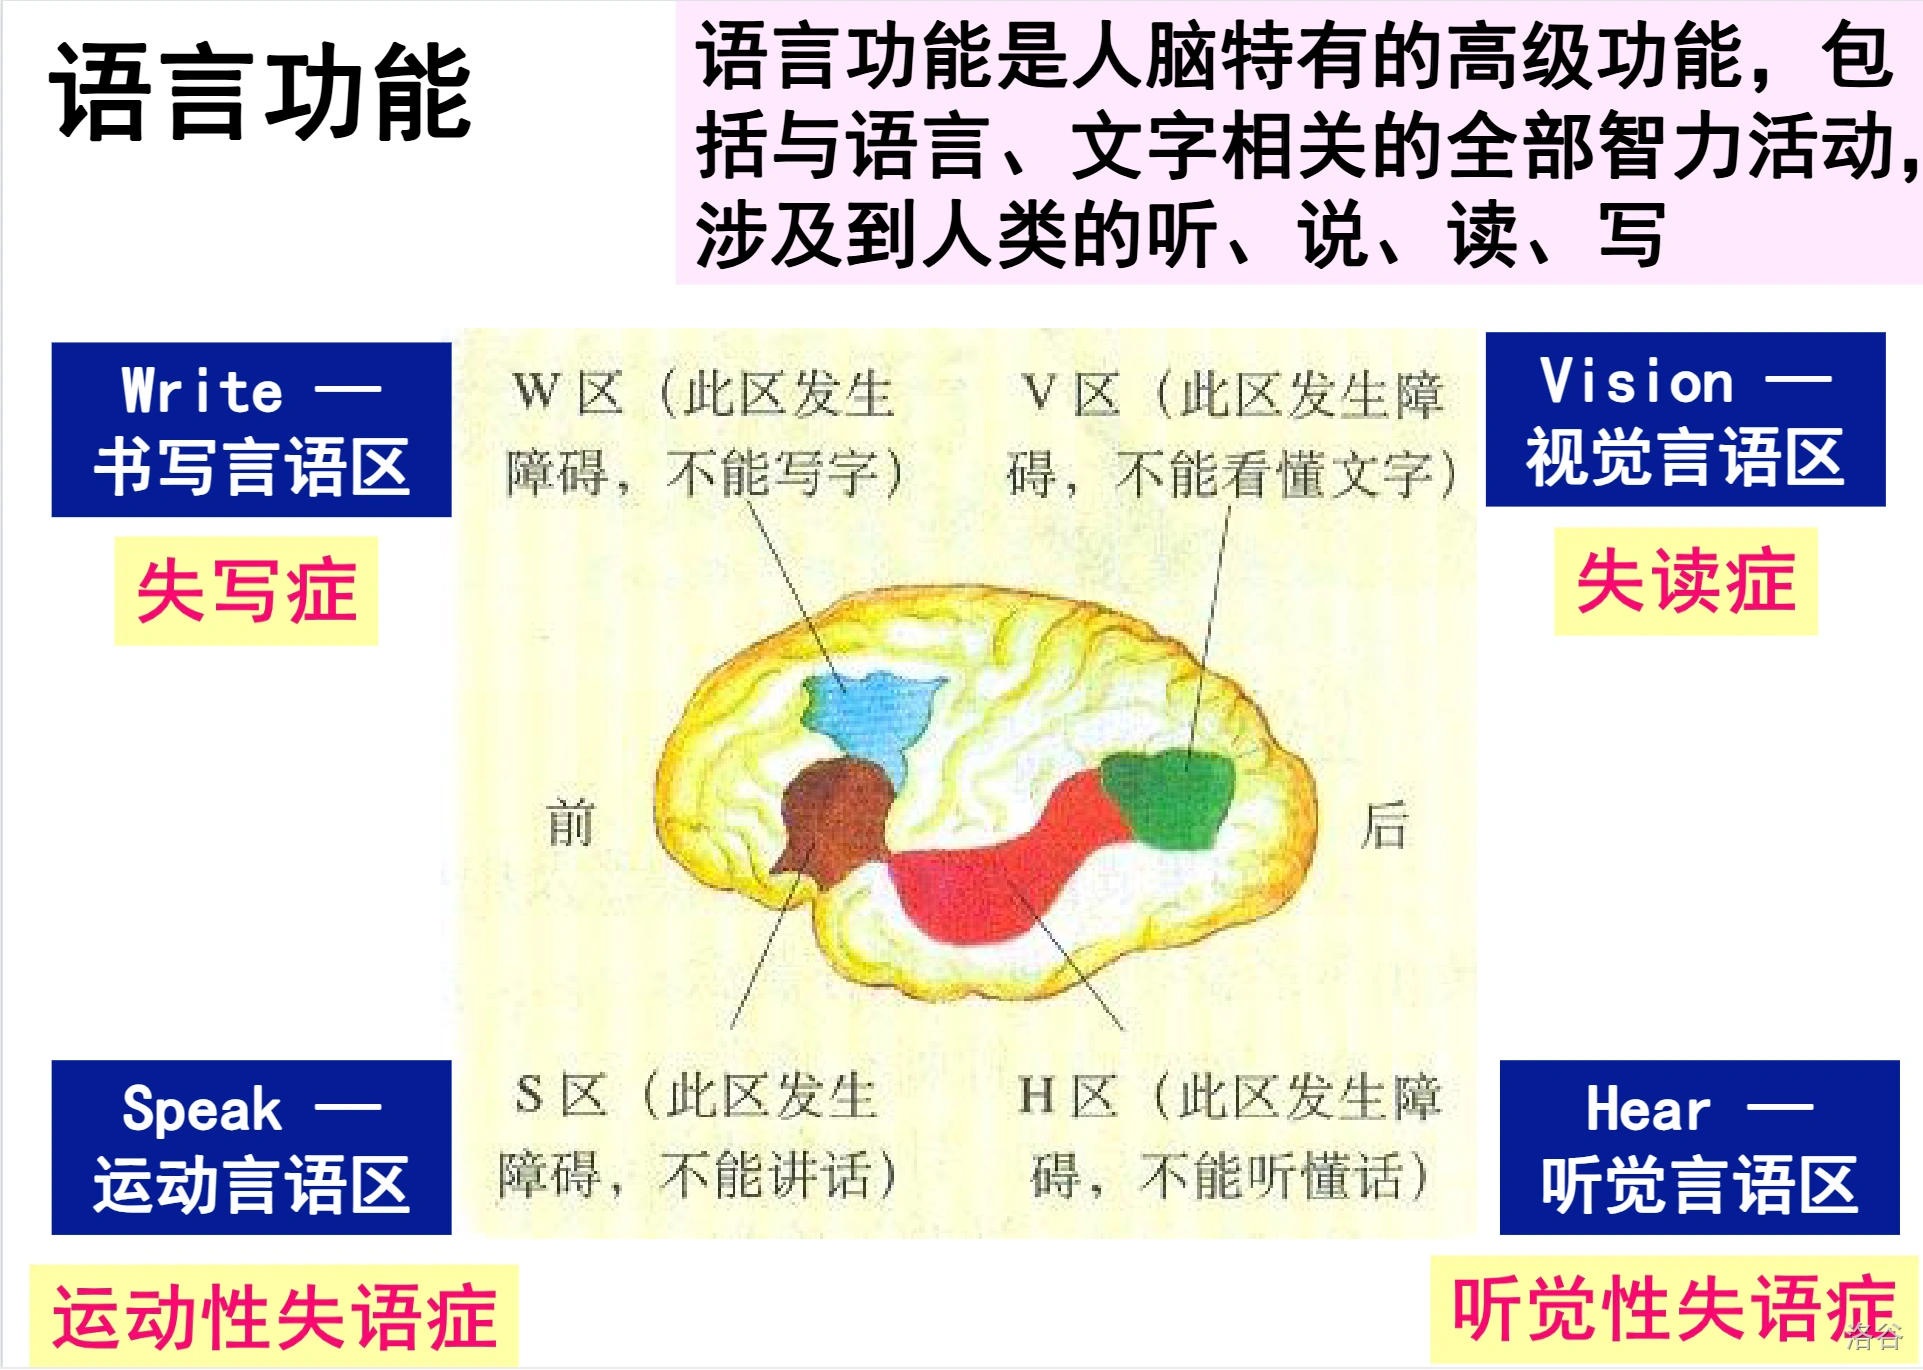 语言功能
语言功能是人脑特有的高级功能，包
括与语言、文字相关的全部智力活动，
涉及到人类的听、说、读、写
Write —
书写言语区
失写症
W 区（此区发生
障碍，不能写字）
V 区（此区发生障
碍，不能看懂文字）
Vision —
视觉言语区
失读症
前
后
Speak —
运动言语区
运动性失语症
S 区（此区发生
障碍，不能讲话）
H 区（此区发生障
碍，不能听懂话）
Hear —
听觉言语区
听觉性失语症
洛谷